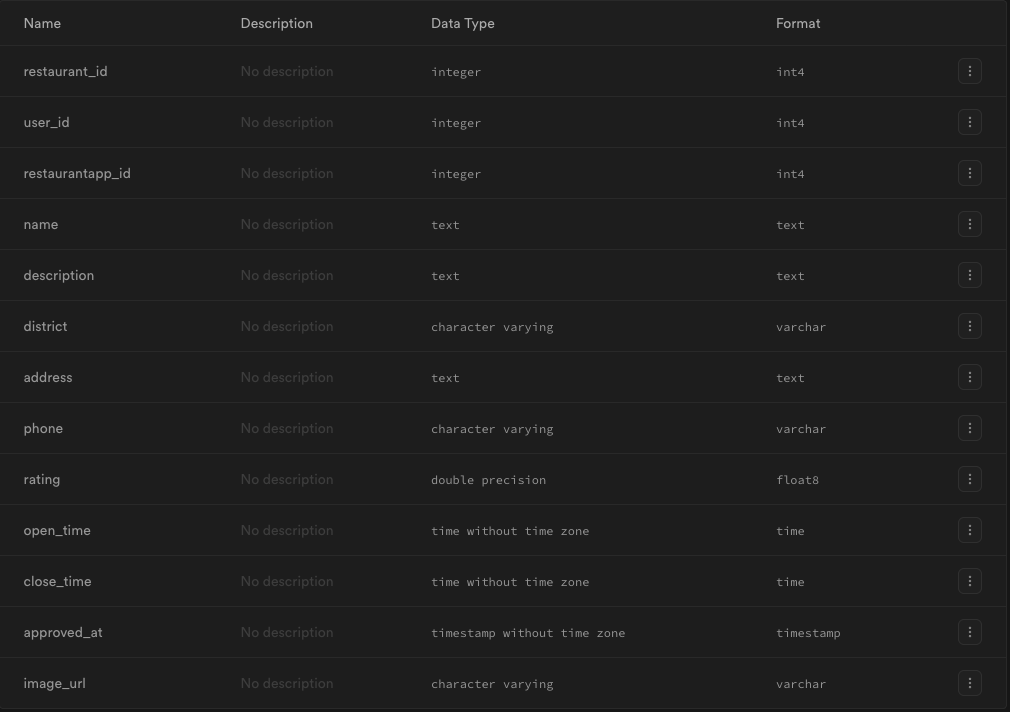 Name Description Data Type Format
restaurant_id No description integer int4
user_id No description integer int4
restaurantapp_id No description integer int4
name No description text text
description No description text text
district No description character varying varchar
address No description text text
phone No description character varying varchar
rating No description double precision float8
open_time No description time without time zone time
close_time No description time without time zone time
approved_at No description timestamp without time zone timestamp
image_url No description character varying varchar